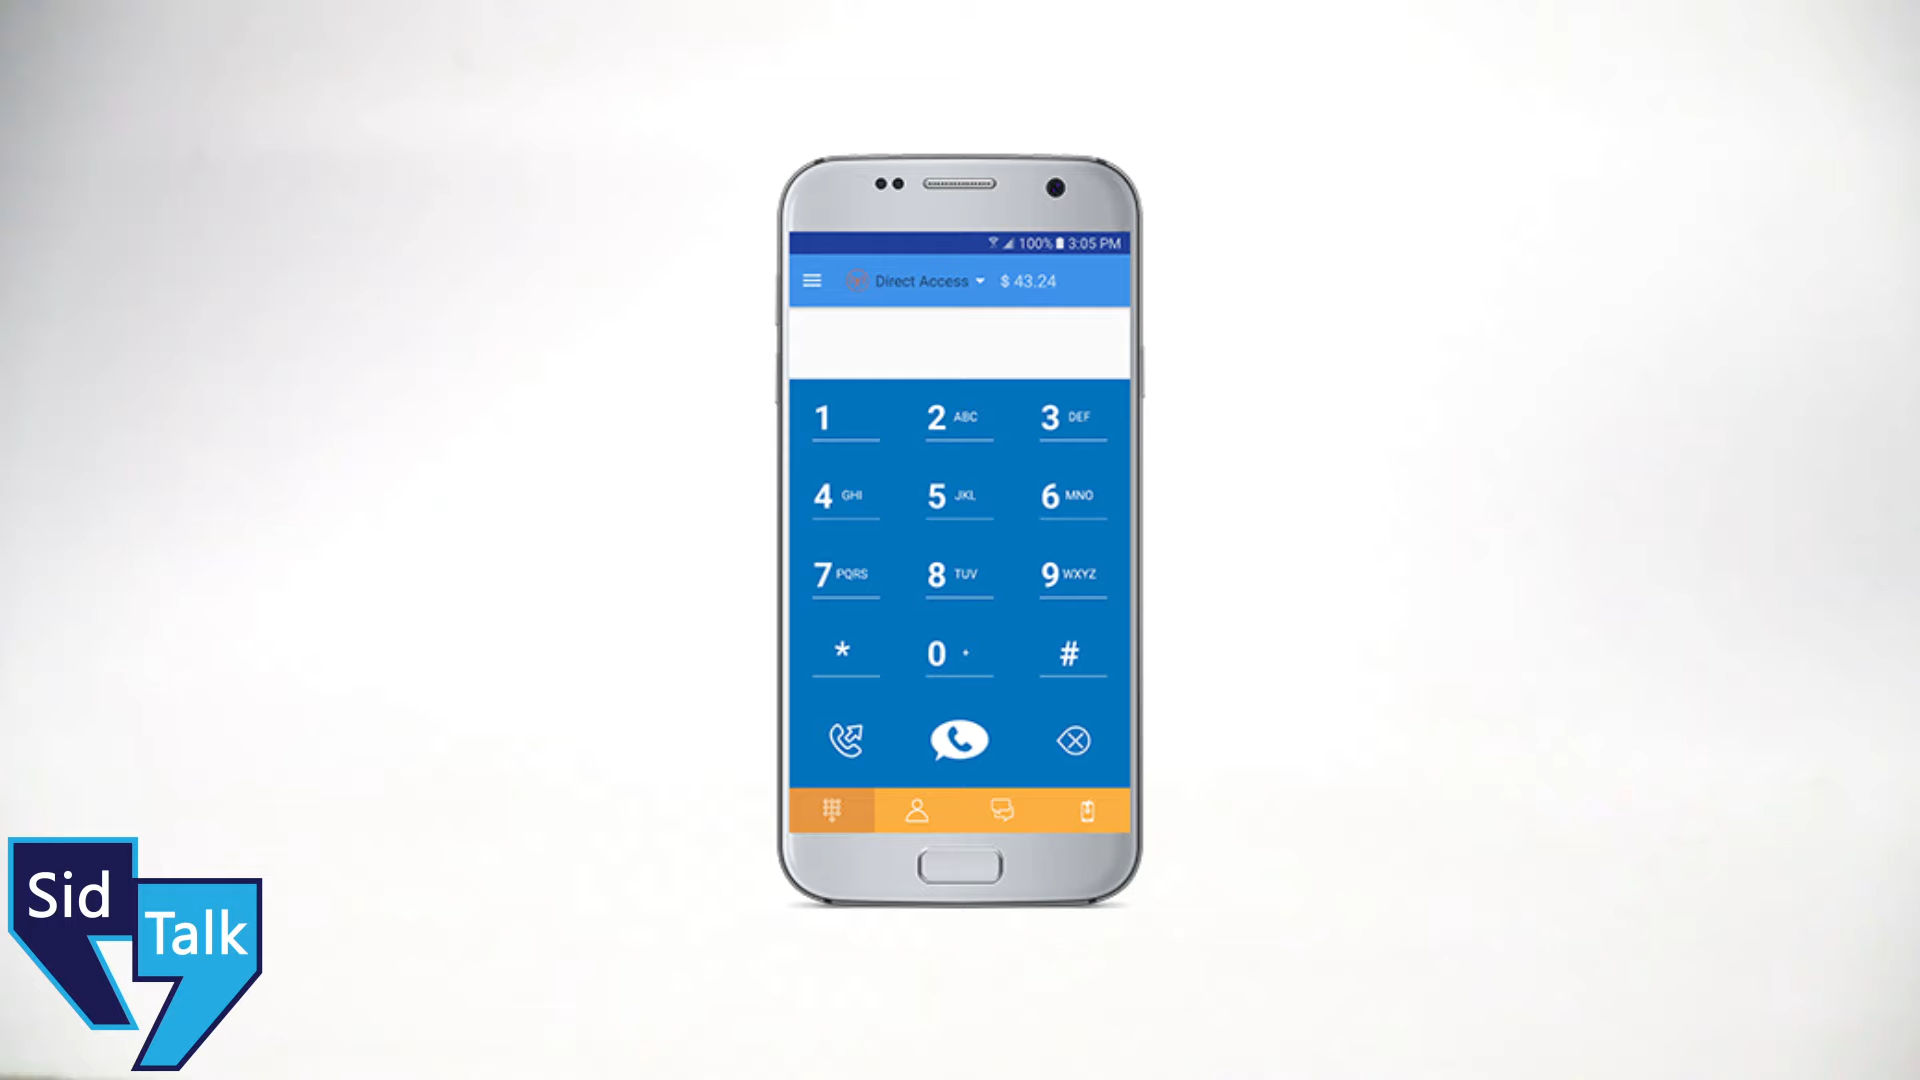 100% 3:05 PM
Direct Access $ 43.24
1 2 ABC 3 DEF
4 GHI 5 JKL 6 MNO
7 PQRS 8 TUV 9 WXYZ
* 0 + #
Sid
Talk